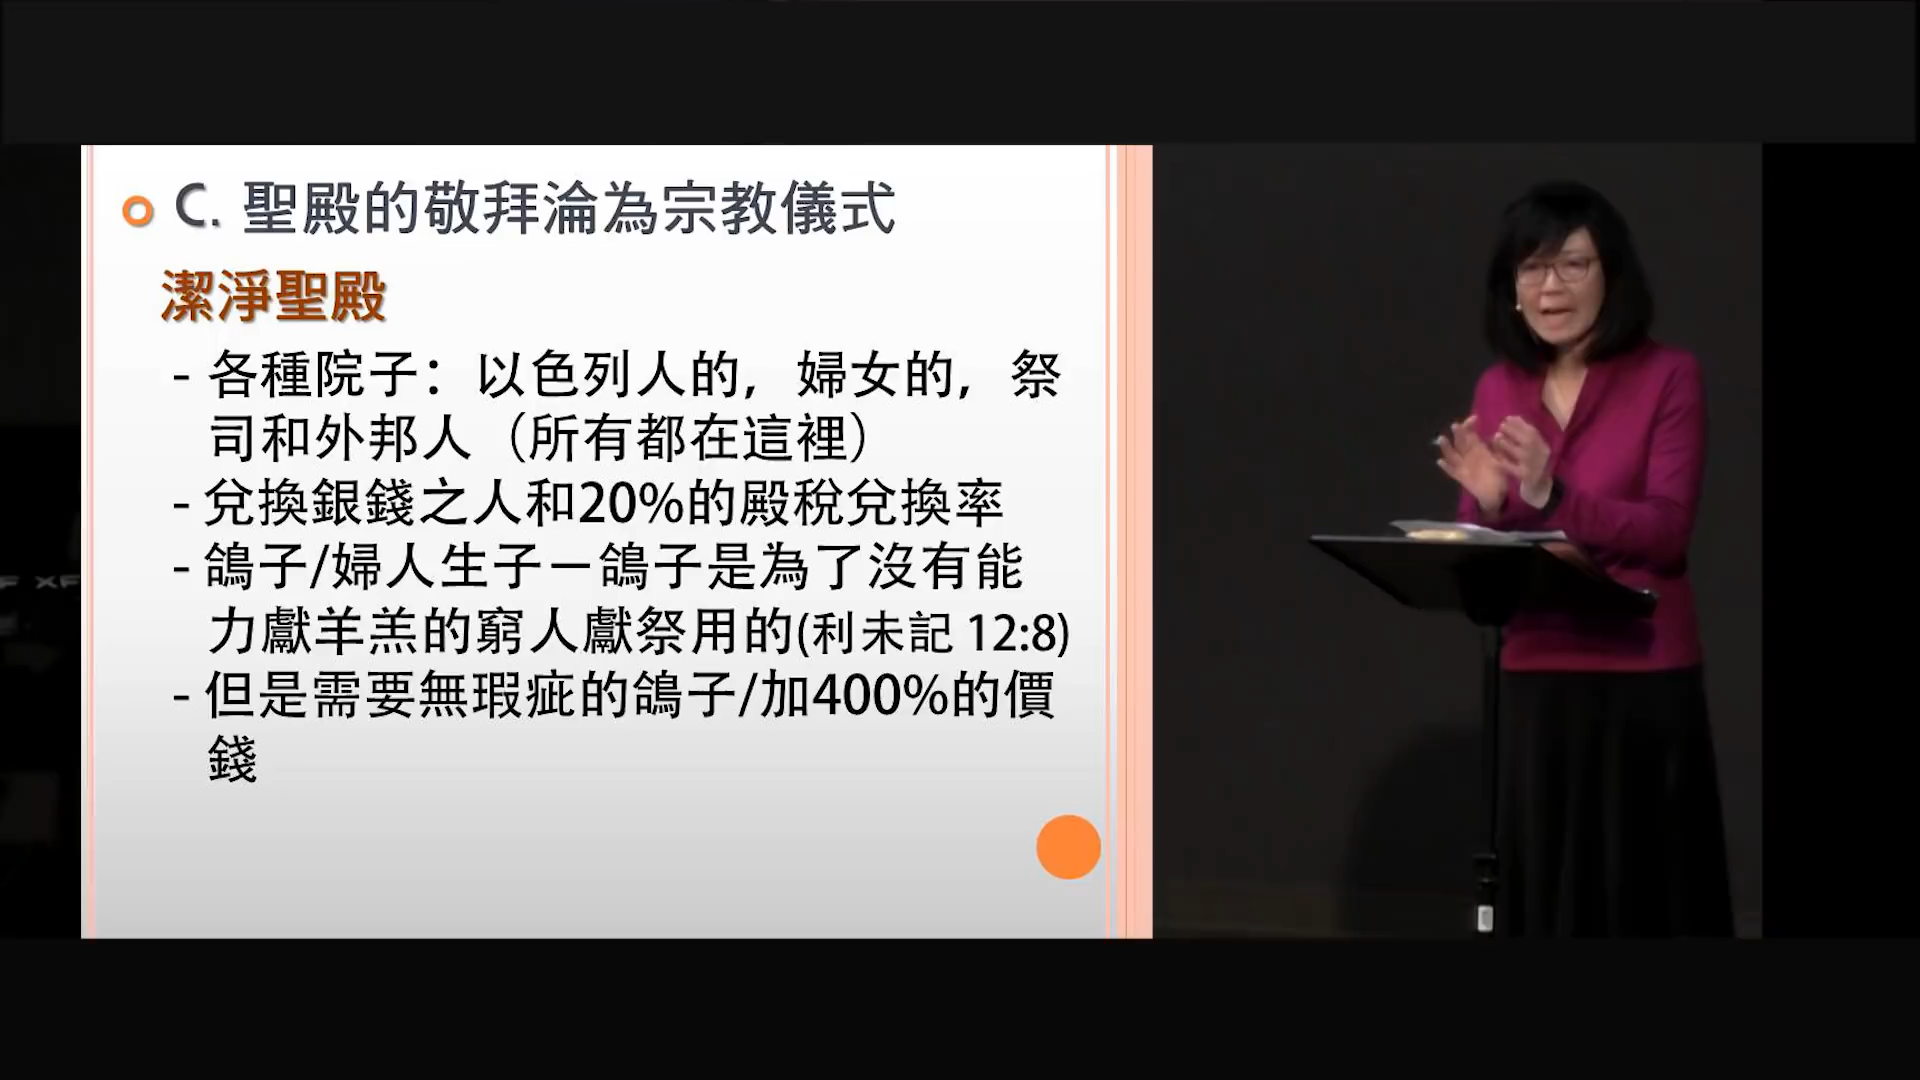 C. 聖殿的敬拜淪為宗教儀式
潔淨聖殿
- 各種院子：以色列人的，婦女的，祭
司和外邦人（所有都在這裡）
- 兌換銀錢之人和20%的殿稅兌換率
- 鴿子/婦人生子－鴿子是為了沒有能
力獻羊羔的窮人獻祭用的(利未記 12:8)
- 但是需要無瑕疵的鴿子/加400%的價
錢